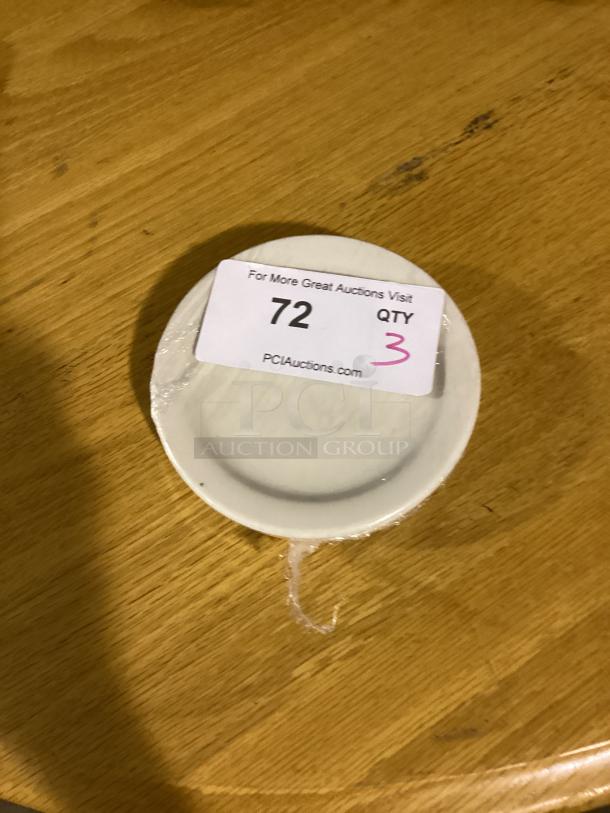 For More Great Auctions Visit
72
QTY
3
PCIAuctions.com
PCI
AUCTION GROUP